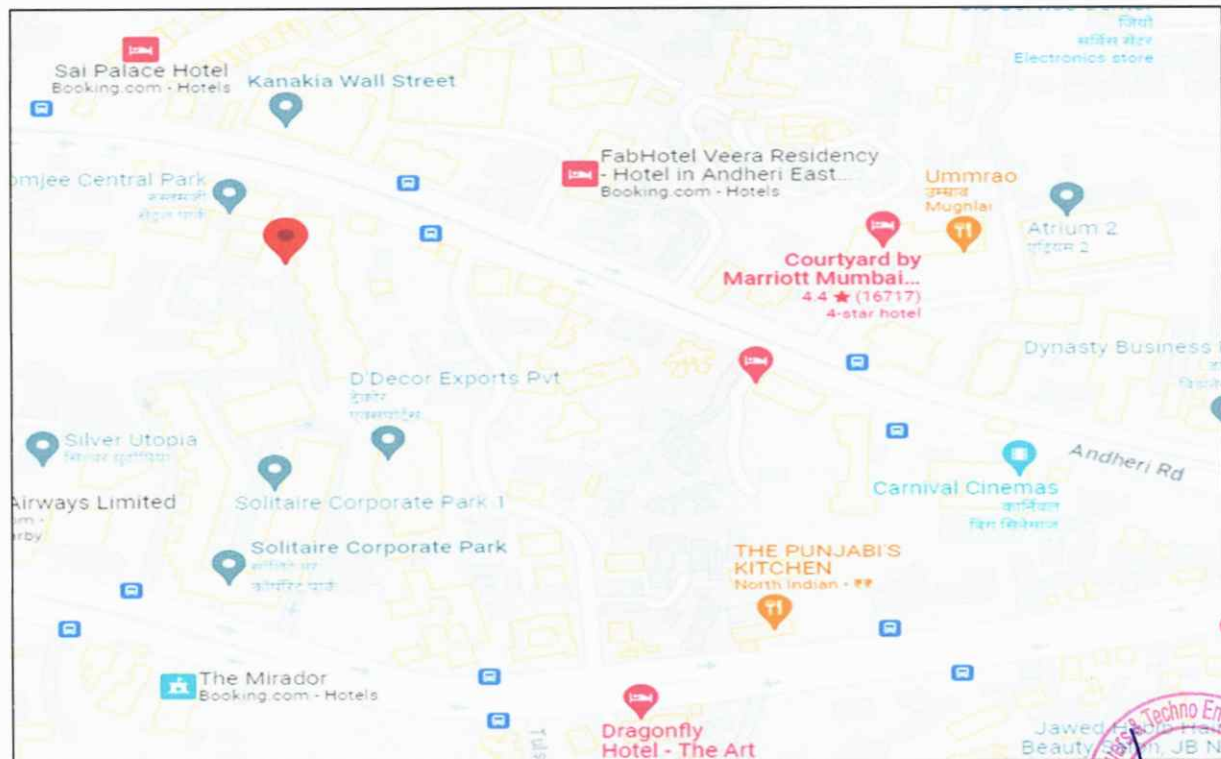 जियो
सर्विस सेंटर
Electronics store
Sai Palace Hotel
Booking.com - Hotels
Kanakia Wall Street
FabHotel Veera Residency
- Hotel in Andheri East...
Booking.com - Hotels
omjee Central Park
Ummrao
उमराव
Mughlai
Atrium 2
एट्रियम 2
Courtyard by
Marriott Mumbai...
4.4 ★ (16717)
4-star hotel
Dynasty Business
D'Decor Exports Pvt
Silver Utopia
Solitaire Corporate Park 1
Airways Limited
Andheri Rd
Carnival Cinemas
कार्निवल
बिग सिनेमाज
Solitaire Corporate Park
THE PUNJABI'S
KITCHEN
North Indian - ₹₹
The Mirador
Booking.com - Hotels
Dragonfly
Hotel - The Art
Techno En
Jawed
Beauty
JB N